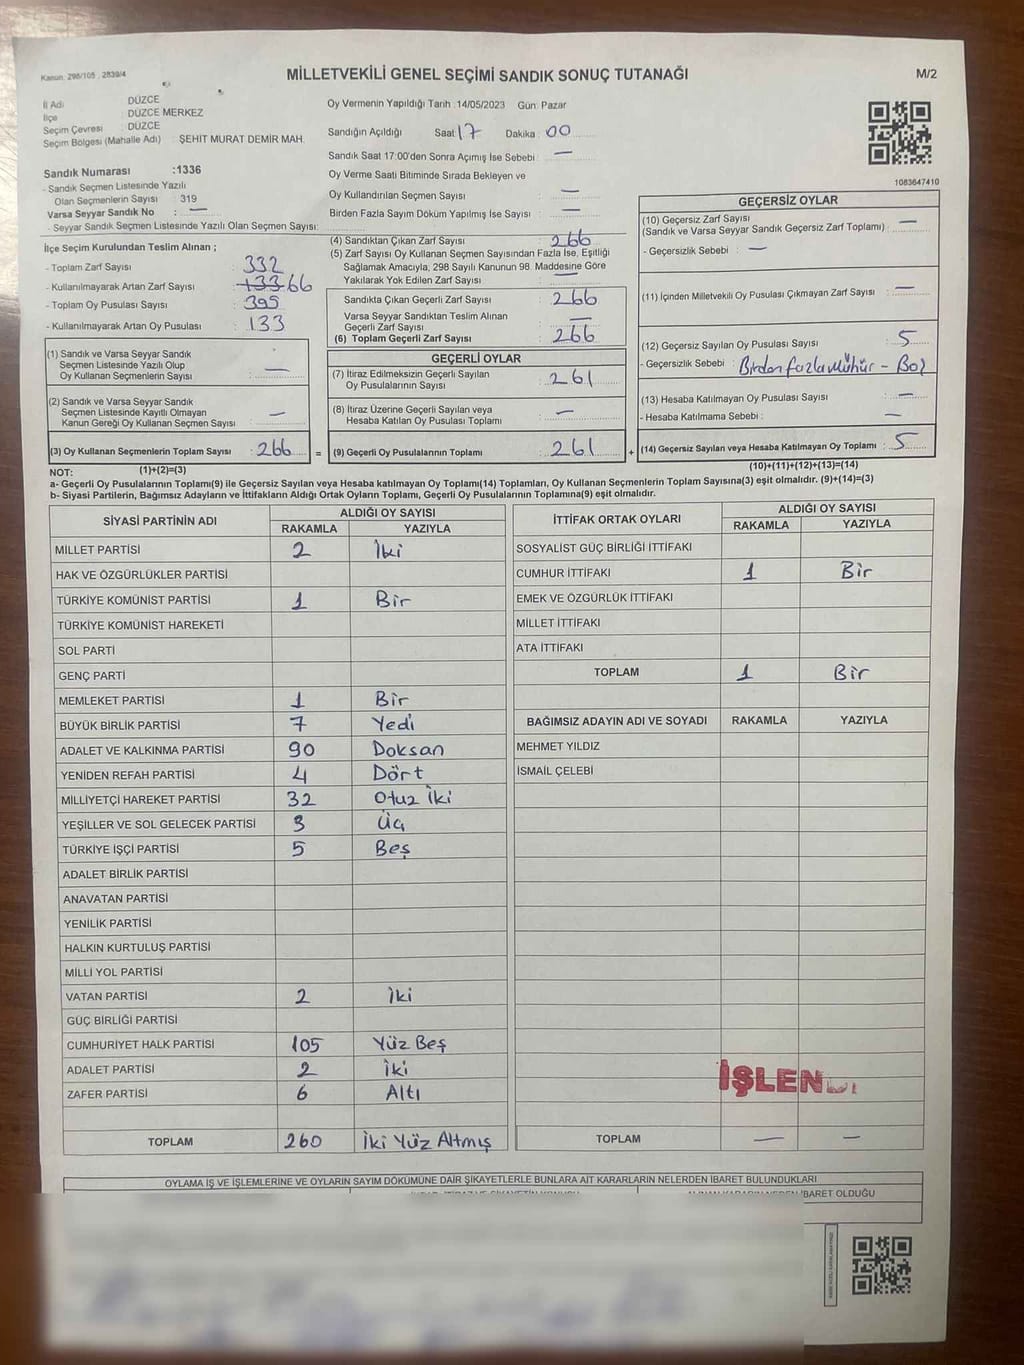 Kanun. 298/105 , 2839/4
MİLLETVEKİLİ GENEL SEÇİMİ SANDIK SONUÇ TUTANAĞI
M/2
İl Adı DÜZCE
İlçe : DÜZCE MERKEZ
Seçim Çevresi : DÜZCE
Seçim Bölgesi (Mahalle Adı) : ŞEHİT MURAT DEMİR MAH.
Sandık Numarası :1336
- Sandık Seçmen Listesinde Yazılı
Olan Seçmenlerin Sayısı 319
Varsa Seyyar Sandık No : —
- Seyyar Sandık Seçmen Listesinde Yazılı Olan Seçmen Sayısı:
Oy Vermenin Yapıldığı Tarih :14/05/2023 Gün: Pazar
Sandığın Açıldığı Saat 17 Dakika : 00
Sandık Saat 17:00'den Sonra Açımış İse Sebebi : —
Oy Verme Saati Bitiminde Sırada Bekleyen ve
Oy Kullandırılan Seçmen Sayısı : —
Birden Fazla Sayım Döküm Yapılmış İse Sayısı : —
1083647410
İlçe Seçim Kurulundan Teslim Alınan ;
- Toplam Zarf Sayısı : 332
- Kullanılmayarak Artan Zarf Sayısı : 133 66
- Toplam Oy Pusulası Sayısı : 395
- Kullanılmayarak Artan Oy Pusulası : 133
(4) Sandıktan Çıkan Zarf Sayısı : 266
(5) Zarf Sayısı Oy Kullanan Seçmen Sayısından Fazla İse, Eşitliği
Sağlamak Amacıyla, 298 Sayılı Kanunun 98. Maddesine Göre
Yakılarak Yok Edilen Zarf Sayısı : —
Sandıkta Çıkan Geçerli Zarf Sayısı : 266
Varsa Seyyar Sandıktan Teslim Alınan
Geçerli Zarf Sayısı : —
(6) Toplam Geçerli Zarf Sayısı : 266
GEÇERSİZ OYLAR
(10) Geçersiz Zarf Sayısı
(Sandık ve Varsa Seyyar Sandık Geçersiz Zarf Toplamı) : —
- Geçersizlik Sebebi : —
(11) İçinden Milletvekili Oy Pusulası Çıkmayan Zarf Sayısı : —
(12) Geçersiz Sayılan Oy Pusulası Sayısı : 5
- Geçersizlik Sebebi : Birden fazla mühür - Boş
(13) Hesaba Katılmayan Oy Pusulası Sayısı : —
- Hesaba Katılmama Sebebi : —
(14) Geçersiz Sayılan veya Hesaba Katılmayan Oy Toplamı : 5
(1) Sandık ve Varsa Seyyar Sandık
Seçmen Listesinde Yazılı Olup
Oy Kullanan Seçmenlerin Sayısı : —
(2) Sandık ve Varsa Seyyar Sandık
Seçmen Listesinde Kayıtlı Olmayan
Kanun Gereği Oy Kullanan Seçmen Sayısı : —
(3) Oy Kullanan Seçmenlerin Toplam Sayısı : 266 =
GEÇERLİ OYLAR
(7) İtiraz Edilmeksizin Geçerli Sayılan
Oy Pusulalarının Sayısı : 261
(8) İtiraz Üzerine Geçerli Sayılan veya
Hesaba Katılan Oy Pusulası Toplamı : —
(9) Geçerli Oy Pusulalarının Toplamı : 261 +
NOT: (1)+(2)=(3)
(10)+(11)+(12)+(13)=(14)
a- Geçerli Oy Pusulalarının Toplamı(9) ile Geçersiz Sayılan veya Hesaba katılmayan Oy Toplamı(14) Toplamları, Oy Kullanan Seçmenlerin Toplam Sayısına(3) eşit olmalıdır. (9)+(14)=(3)
b- Siyasi Partilerin, Bağımsız Adayların ve İttifakların Aldığı Ortak Oyların Toplamı, Geçerli Oy Pusulalarının Toplamına(9) eşit olmalıdır.
SİYASİ PARTİNİN ADI ALDIĞI OY SAYISI
RAKAMLA YAZIYLA
MİLLET PARTİSİ 2 İki
HAK VE ÖZGÜRLÜKLER PARTİSİ
TÜRKİYE KOMÜNİST PARTİSİ 1 Bir
TÜRKİYE KOMÜNİST HAREKETİ
SOL PARTİ
GENÇ PARTİ
MEMLEKET PARTİSİ 1 Bir
BÜYÜK BİRLİK PARTİSİ 7 Yedi
ADALET VE KALKINMA PARTİSİ 90 Doksan
YENİDEN REFAH PARTİSİ 4 Dört
MİLLİYETÇİ HAREKET PARTİSİ 32 Otuz İki
YEŞİLLER VE SOL GELECEK PARTİSİ 3 Üç
TÜRKİYE İŞÇİ PARTİSİ 5 Beş
ADALET BİRLİK PARTİSİ
ANAVATAN PARTİSİ
YENİLİK PARTİSİ
HALKIN KURTULUŞ PARTİSİ
MİLLİ YOL PARTİSİ
VATAN PARTİSİ 2 İki
GÜÇ BİRLİĞİ PARTİSİ
CUMHURİYET HALK PARTİSİ 105 Yüz Beş
ADALET PARTİSİ 2 İki
ZAFER PARTİSİ 6 Altı
TOPLAM 260 İki Yüz Altmış
İTTİFAK ORTAK OYLARI ALDIĞI OY SAYISI
RAKAMLA YAZIYLA
SOSYALİST GÜÇ BİRLİĞİ İTTİFAKI
CUMHUR İTTİFAKI 1 Bir
EMEK VE ÖZGÜRLÜK İTTİFAKI
MİLLET İTTİFAKI
ATA İTTİFAKI
TOPLAM 1 Bir
BAĞIMSIZ ADAYIN ADI VE SOYADI RAKAMLA YAZIYLA
MEHMET YILDIZ
İSMAİL ÇELEBİ
İŞLENDİ
TOPLAM — —
OYLAMA İŞ VE İŞLEMLERİNE VE OYLARIN SAYIM DÖKÜMÜNE DAİR ŞİKAYETLERLE BUNLARA AİT KARARLARIN NELERDEN İBARET BULUNDUKLARI
İBARET OLDUĞU